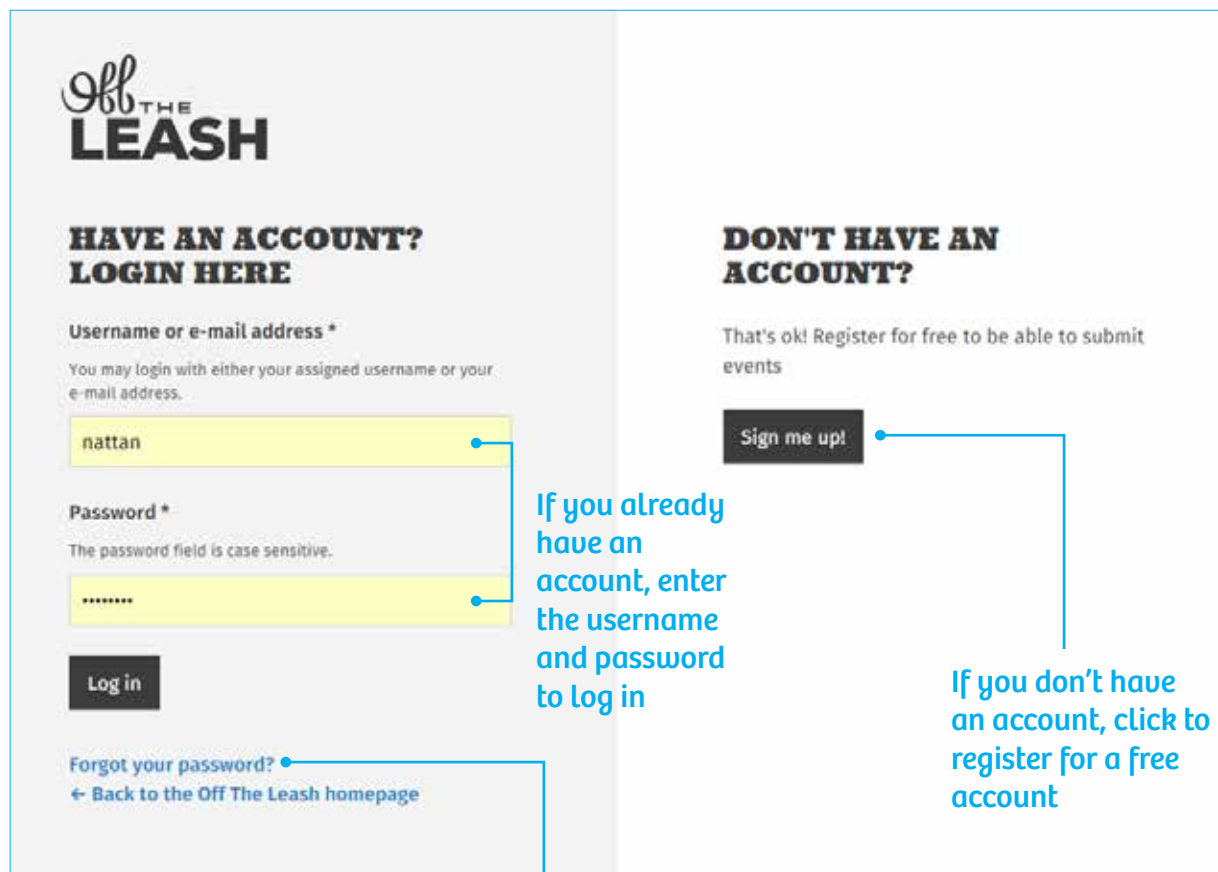 Off THE
LEASH
HAVE AN ACCOUNT?
LOGIN HERE
Username or e-mail address *
You may login with either your assigned username or your
e-mail address.
nattan
Password *
The password field is case sensitive.
••••••••
Log in
Forgot your password?
← Back to the Off The Leash homepage
If you already
have an
account, enter
the username
and password
to log in
DON'T HAVE AN
ACCOUNT?
That's ok! Register for free to be able to submit
events
Sign me up!
If you don't have
an account, click to
register for a free
account